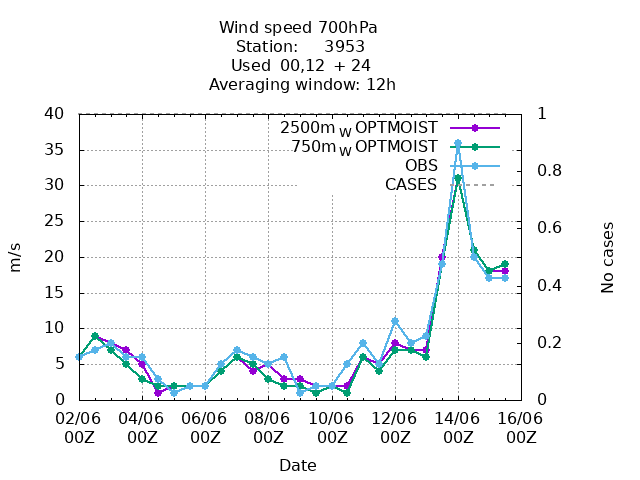 Wind speed 700hPa
Station: 3953
Used 00,12 + 24
Averaging window: 12h
2500m_W OPTMOIST
750m_W OPTMOIST
OBS
CASES
40
35
30
25
20
15
10
5
0
m/s
1
0.8
0.6
0.4
0.2
0
No cases
02/06 04/06 06/06 08/06 10/06 12/06 14/06 16/06
00Z 00Z 00Z 00Z 00Z 00Z 00Z 00Z
Date